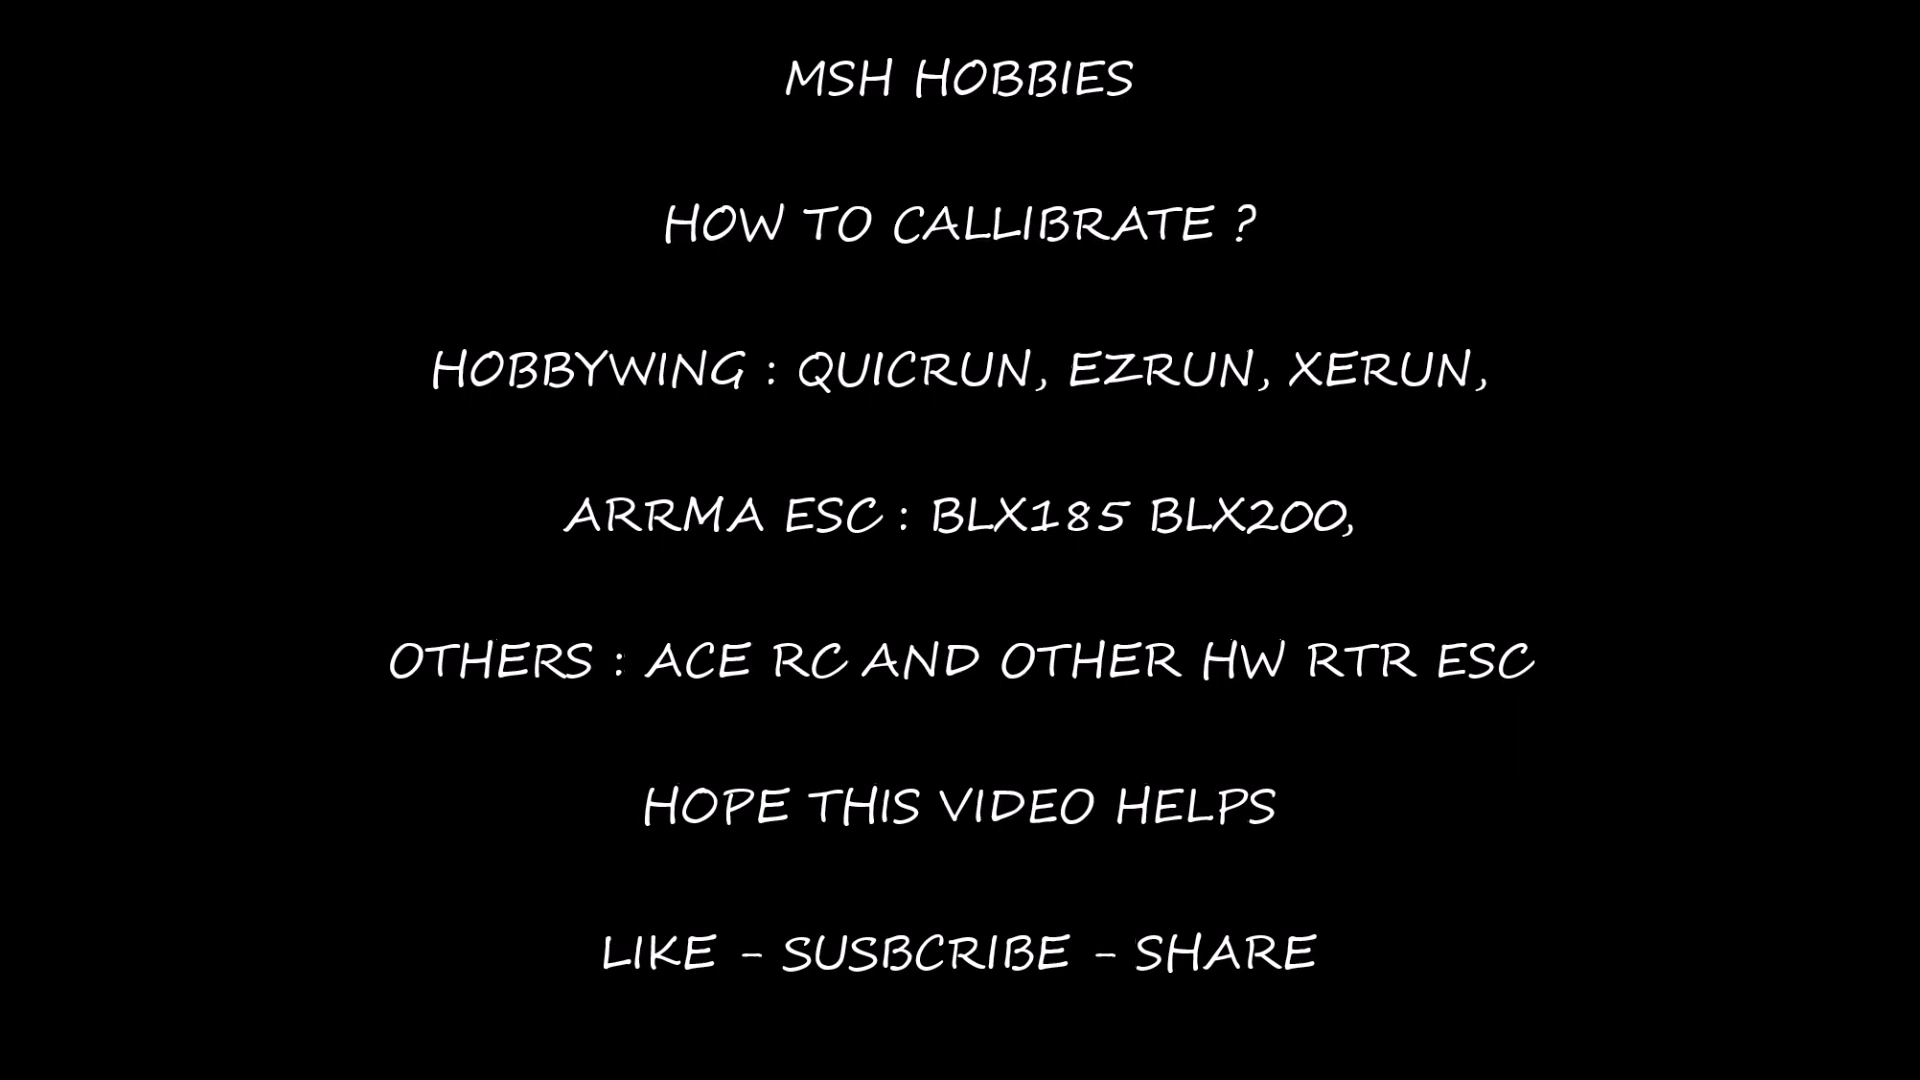 MSH HOBBIES
HOW TO CALLIBRATE ?
HOBBYWING : QUICRUN, EZRUN, XERUN,
ARRMA ESC : BLX185 BLX200,
OTHERS : ACE RC AND OTHER HW RTR ESC
HOPE THIS VIDEO HELPS
LIKE - SUSBCRIBE - SHARE